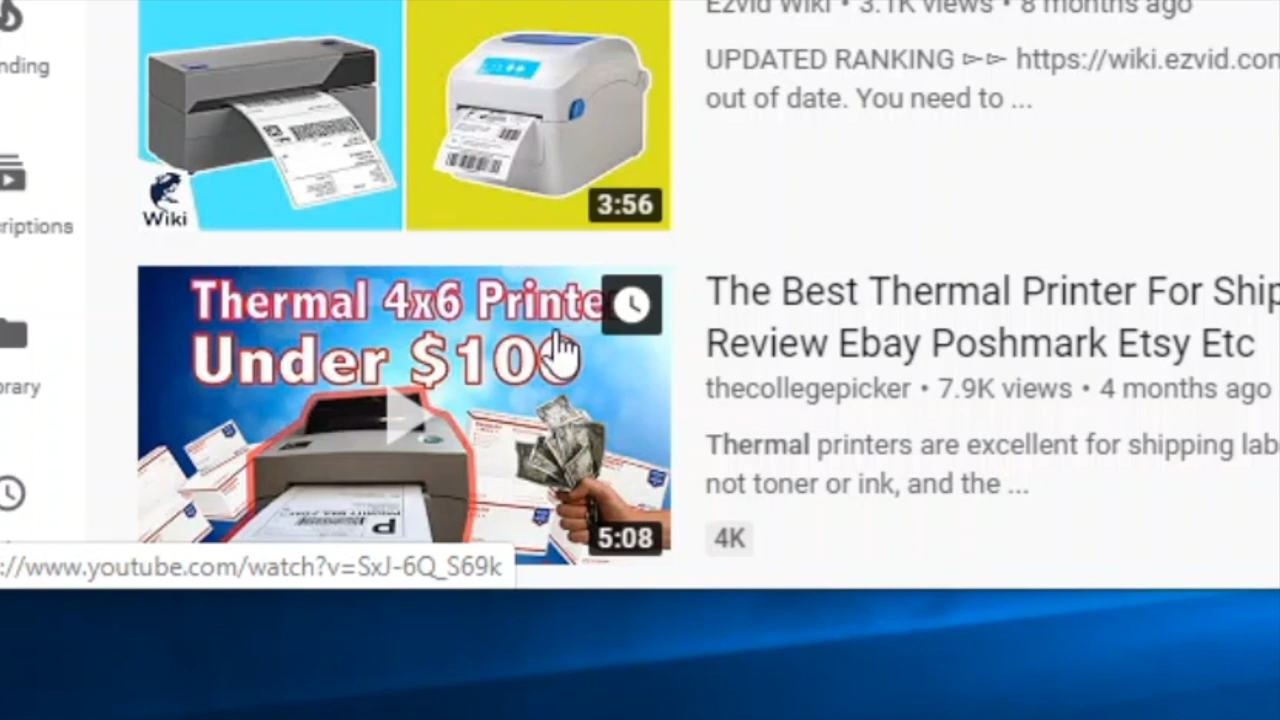 Ezvid Wiki • 3.1K views • 8 months ago
nding
UPDATED RANKING ▻▻ https://wiki.ezvid.com
out of date. You need to ...
Wiki
3:56
riptions
Thermal 4x6 Printe
Under $100
The Best Thermal Printer For Ship
Review Ebay Poshmark Etsy Etc
thecollegepicker • 7.9K views • 4 months ago
rary
Thermal printers are excellent for shipping lab
not toner or ink, and the ...
P
5:08
4K
://www.youtube.com/watch?v=SxJ-6Q_S69k